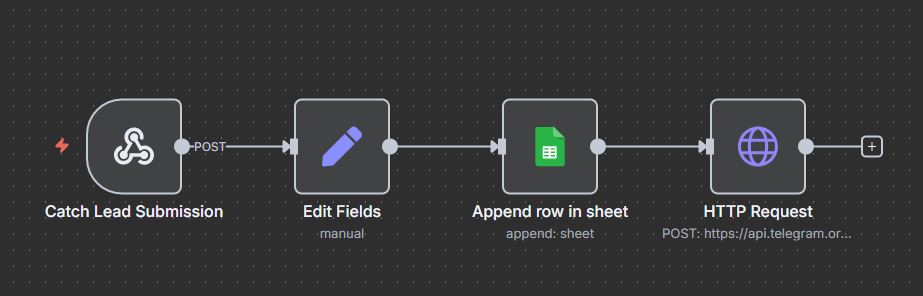 POST
Catch Lead Submission
Edit Fields
manual
Append row in sheet
append: sheet
HTTP Request
POST: https://api.telegram.or...